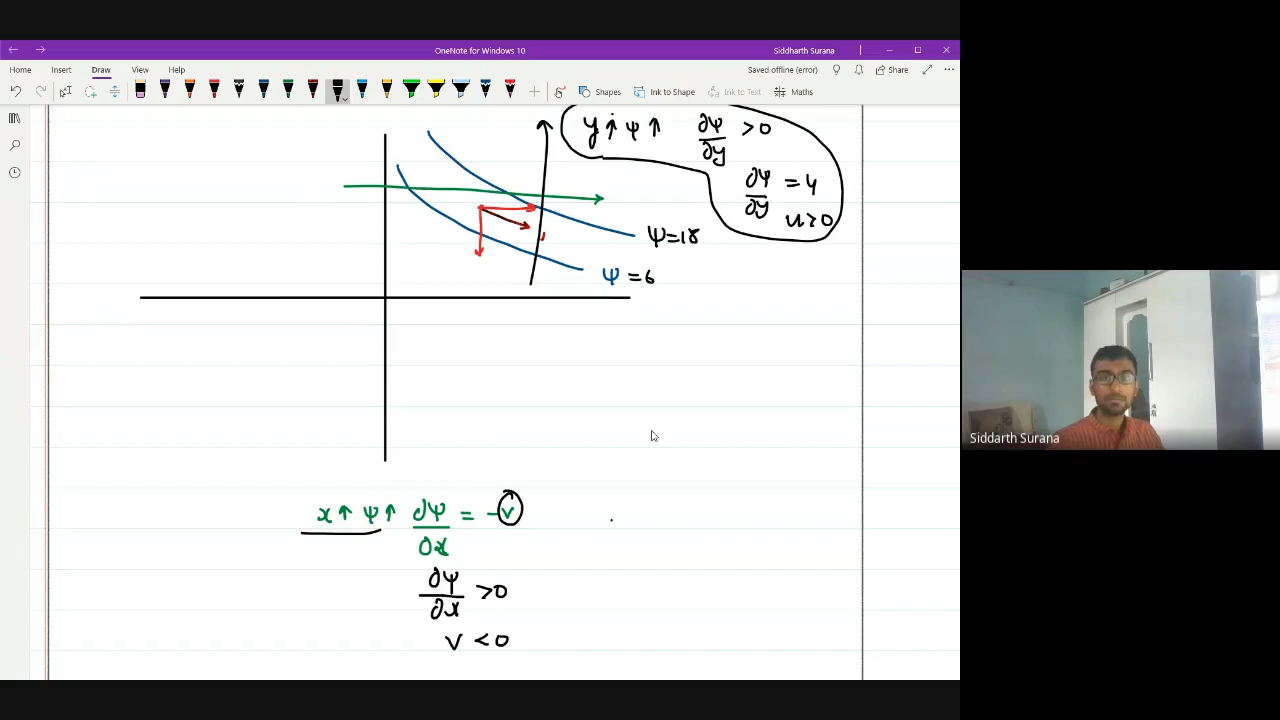 OneNote for Windows 10
Siddharth Surana
Home Insert Draw View Help
Saved offline (error) Share
Shapes Ink to Shape Ink to Text Maths
y↑ ψ↑ ∂ψ/∂y >0
∂ψ/∂y = u
u>0
ψ=18
ψ=6
x↑ ψ↑ ∂ψ/∂x = -v
∂ψ/∂x >0
v <0
Siddarth Surana